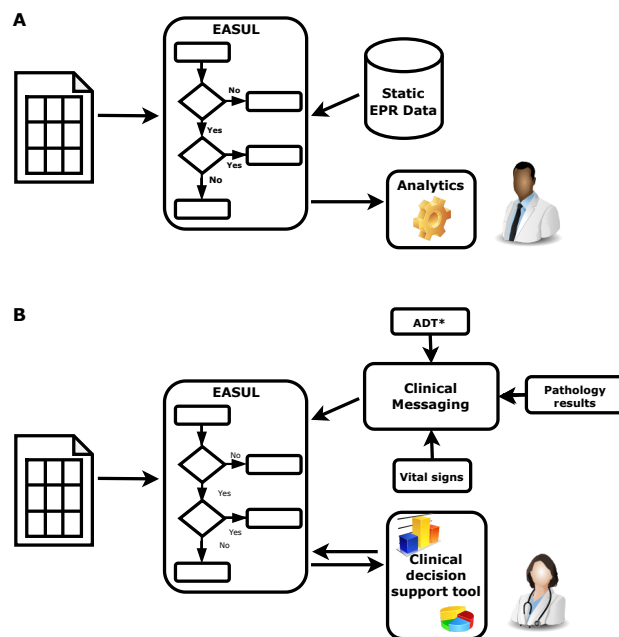 A
EASUL
No
Yes
Yes
No
Static
EPR Data
Analytics
B
ADT*
EASUL
Clinical
Messaging
Pathology
results
No
Yes
Vital signs
Yes
No
Clinical
decision
support tool